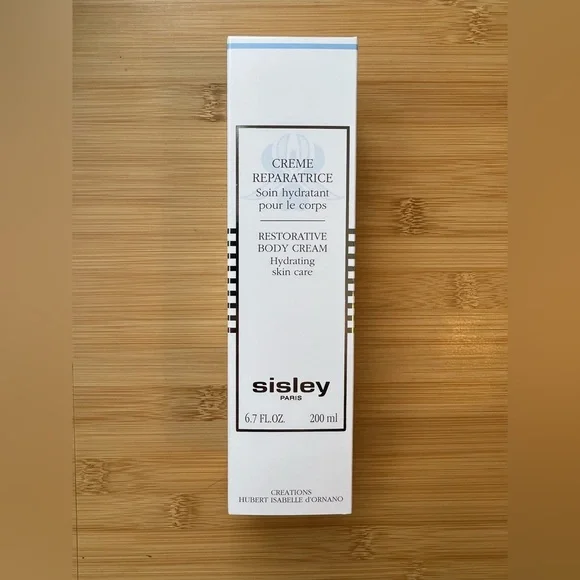 CREME
REPARATRICE
Soin hydratant
pour le corps
RESTORATIVE
BODY CREAM
Hydrating
skin care
sisley
PARIS
6.7 FL.OZ. 200 ml
CREATIONS
HUBERT ISABELLE d'ORNANO